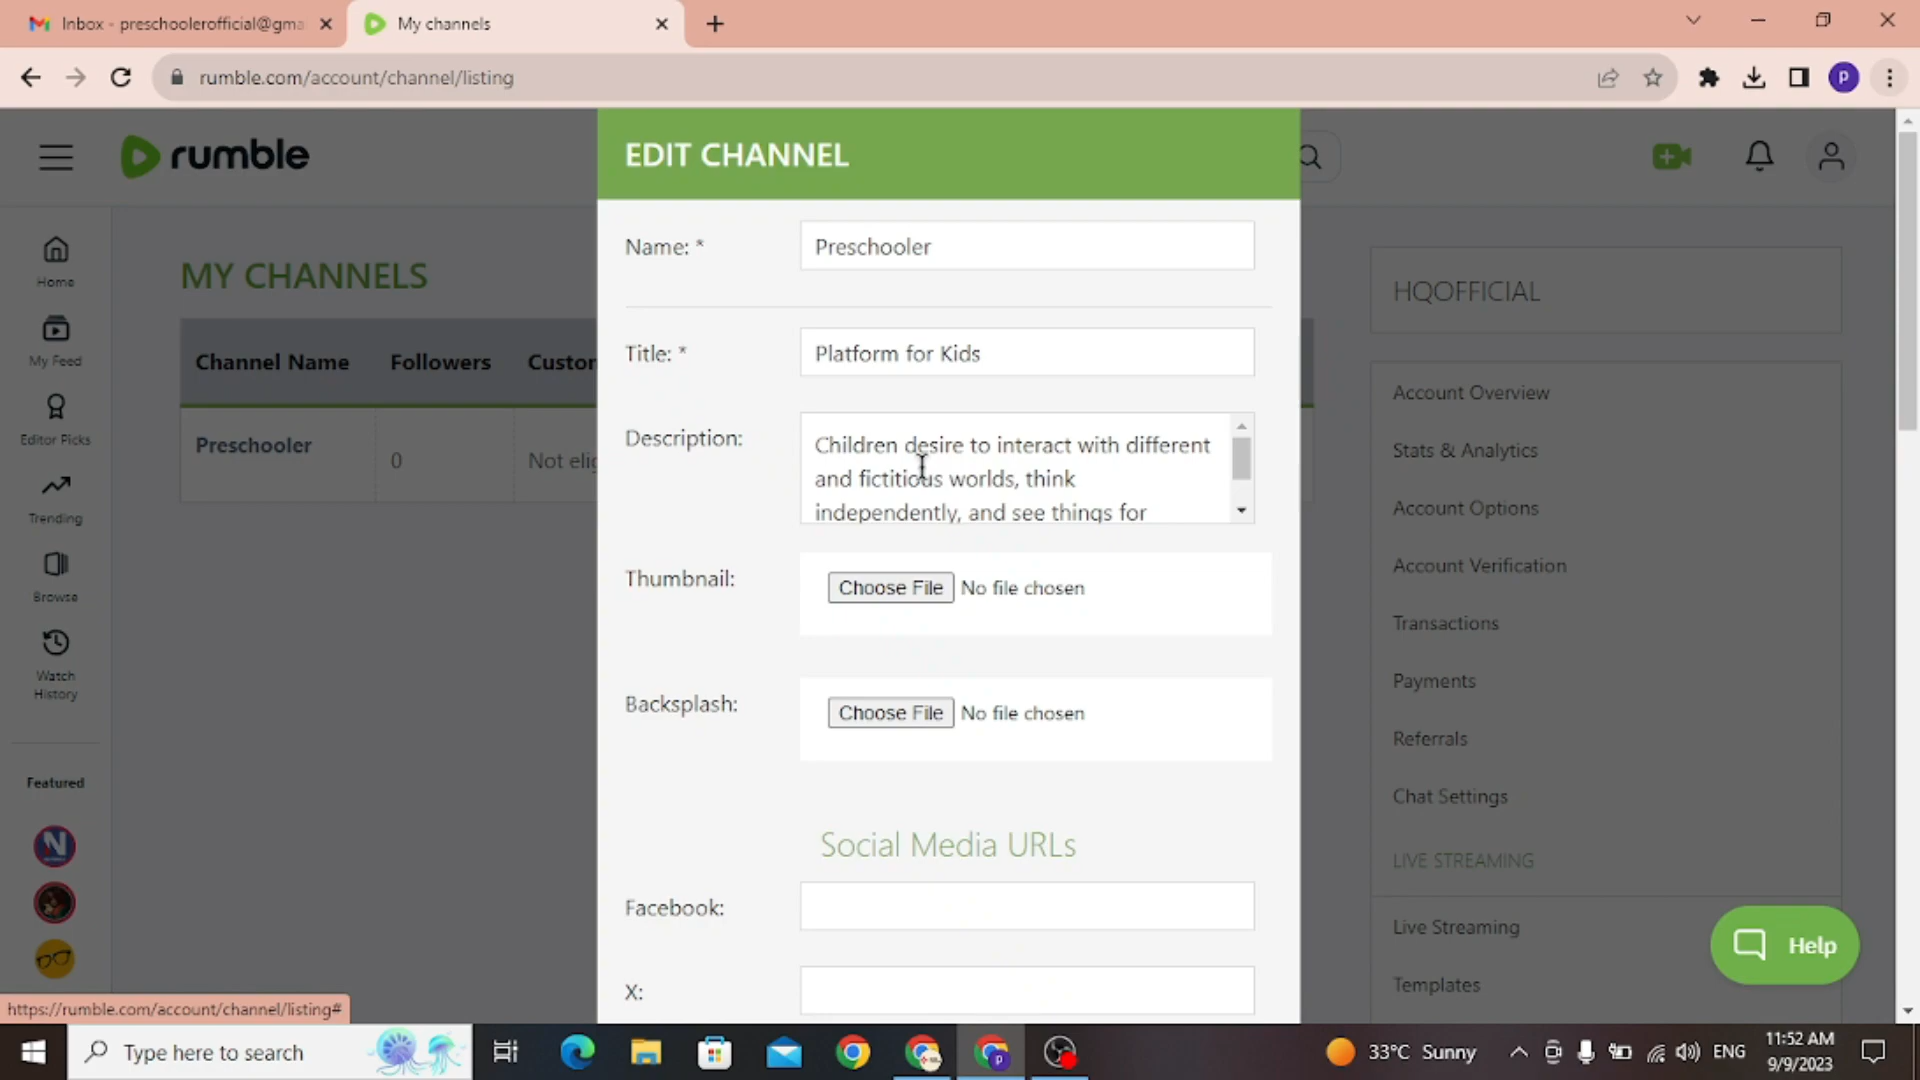 Inbox - preschoolerofficial@gma
My channels
rumble.com/account/channel/listing
P
rumble
EDIT CHANNEL
Home
My Feed
Editor Picks
Trending
Browse
Watch
History
Featured
MY CHANNELS
Channel Name
Followers
Custor
Preschooler
0
Not elig
Name: *
Preschooler
Title: *
Platform for Kids
Description:
Children desire to interact with different
and fictitious worlds, think
independently, and see things for
Thumbnail:
Choose File No file chosen
Backsplash:
Choose File No file chosen
Social Media URLs
Facebook:
X:
HQOFFICIAL
Account Overview
Stats & Analytics
Account Options
Account Verification
Transactions
Payments
Referrals
Chat Settings
LIVE STREAMING
Live Streaming
Templates
Help
https://rumble.com/account/channel/listing#
Type here to search
33°C Sunny
ENG
11:52 AM
9/9/2023